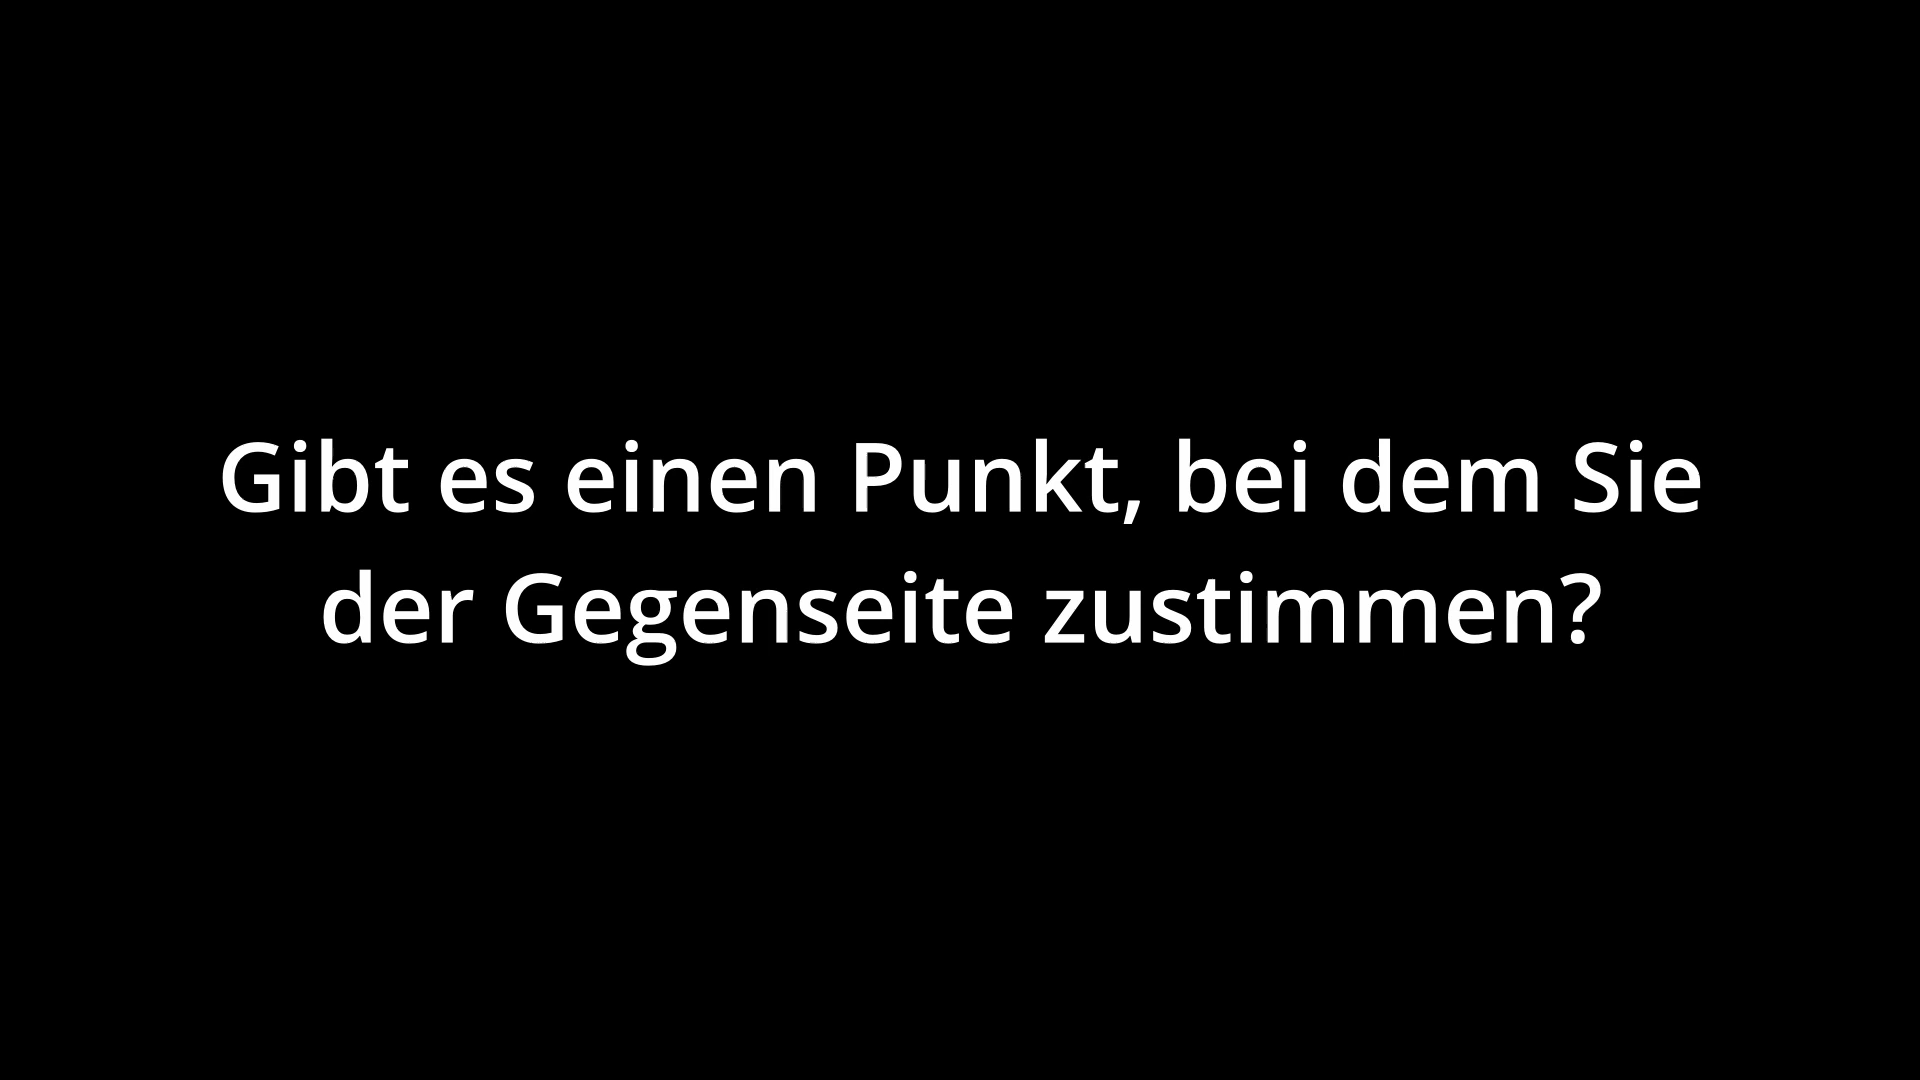 Gibt es einen Punkt, bei dem Sie
der Gegenseite zustimmen?